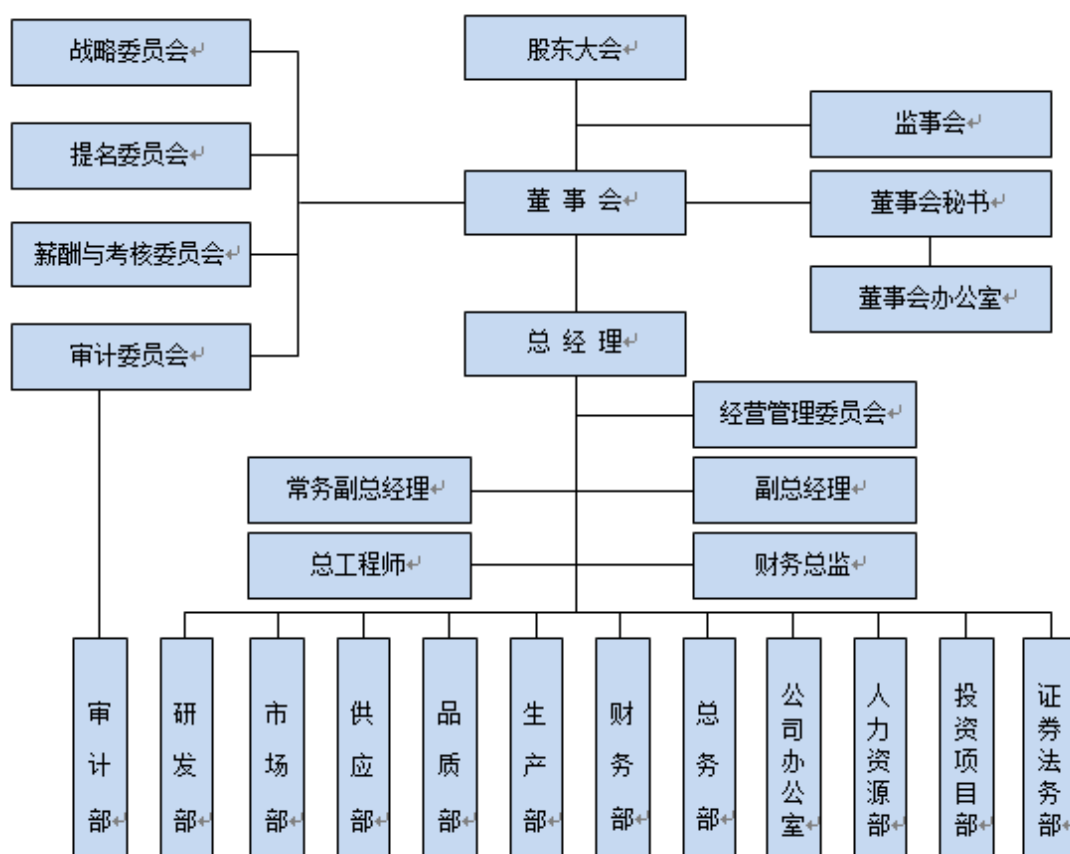 战略委员会
股东大会
监事会
提名委员会
董 事 会
董事会秘书
薪酬与考核委员会
董事会办公室
总 经 理
审计委员会
经营管理委员会
常务副总经理
副总经理
总工程师
财务总监
审计部
研发部
市场部
供应部
品质部
生产部
财务部
总务部
公司办公室
人力资源部
投资项目部
证券法务部